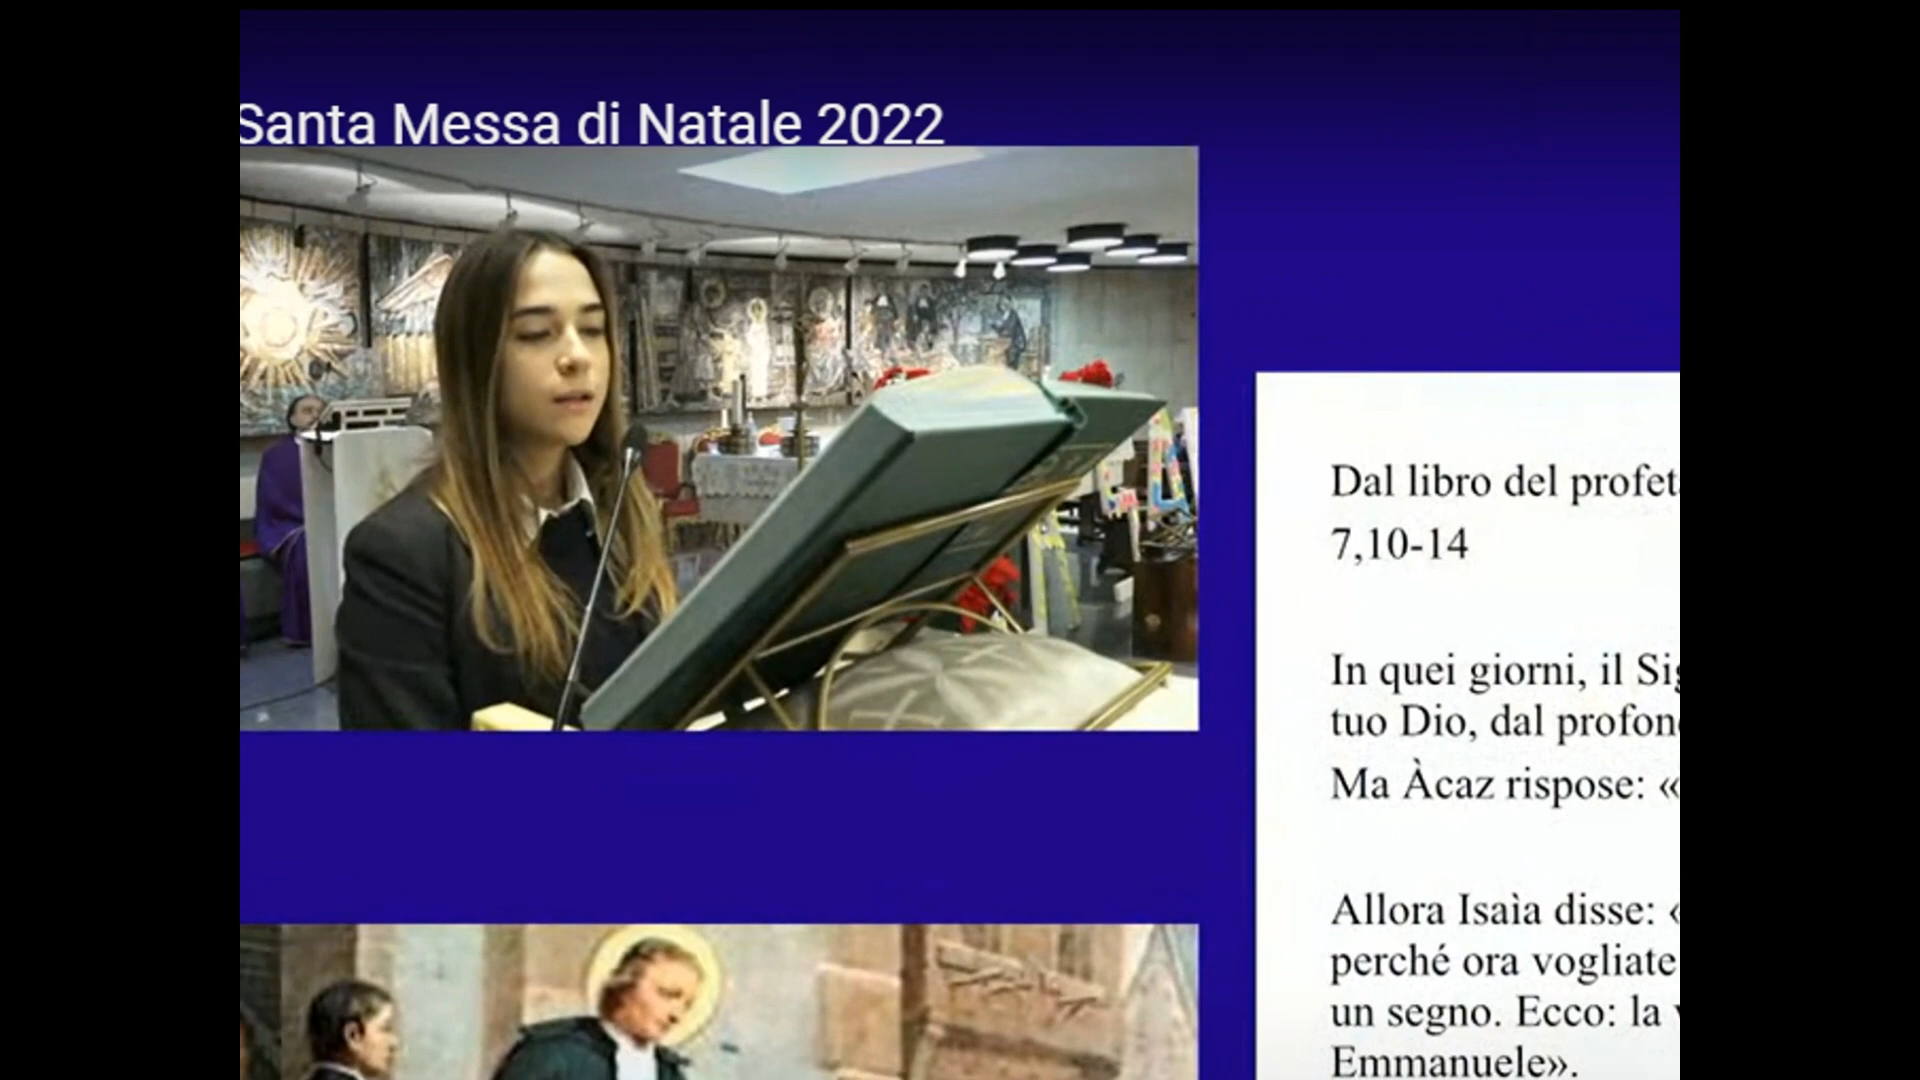 Santa Messa di Natale 2022
Dal libro del profet
7,10-14
In quei giorni, il Si
tuo Dio, dal profon
Ma Àcaz rispose: «
Allora Isaìa disse: «
perché ora vogliate
un segno. Ecco: la
Emmanuele».